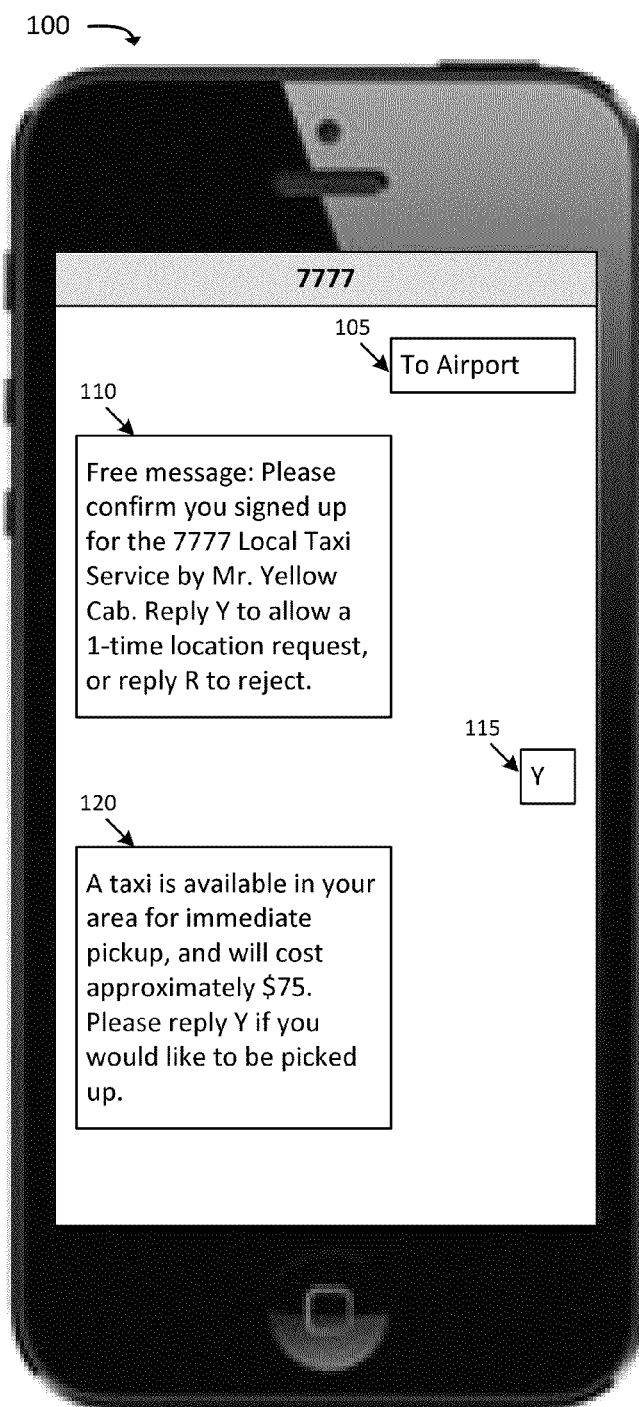 100
7777
105
To Airport
110
Free message: Please
confirm you signed up
for the 7777 Local Taxi
Service by Mr. Yellow
Cab. Reply Y to allow a
1-time location request,
or reply R to reject.
115
Y
120
A taxi is available in your
area for immediate
pickup, and will cost
approximately $75.
Please reply Y if you
would like to be picked
up.